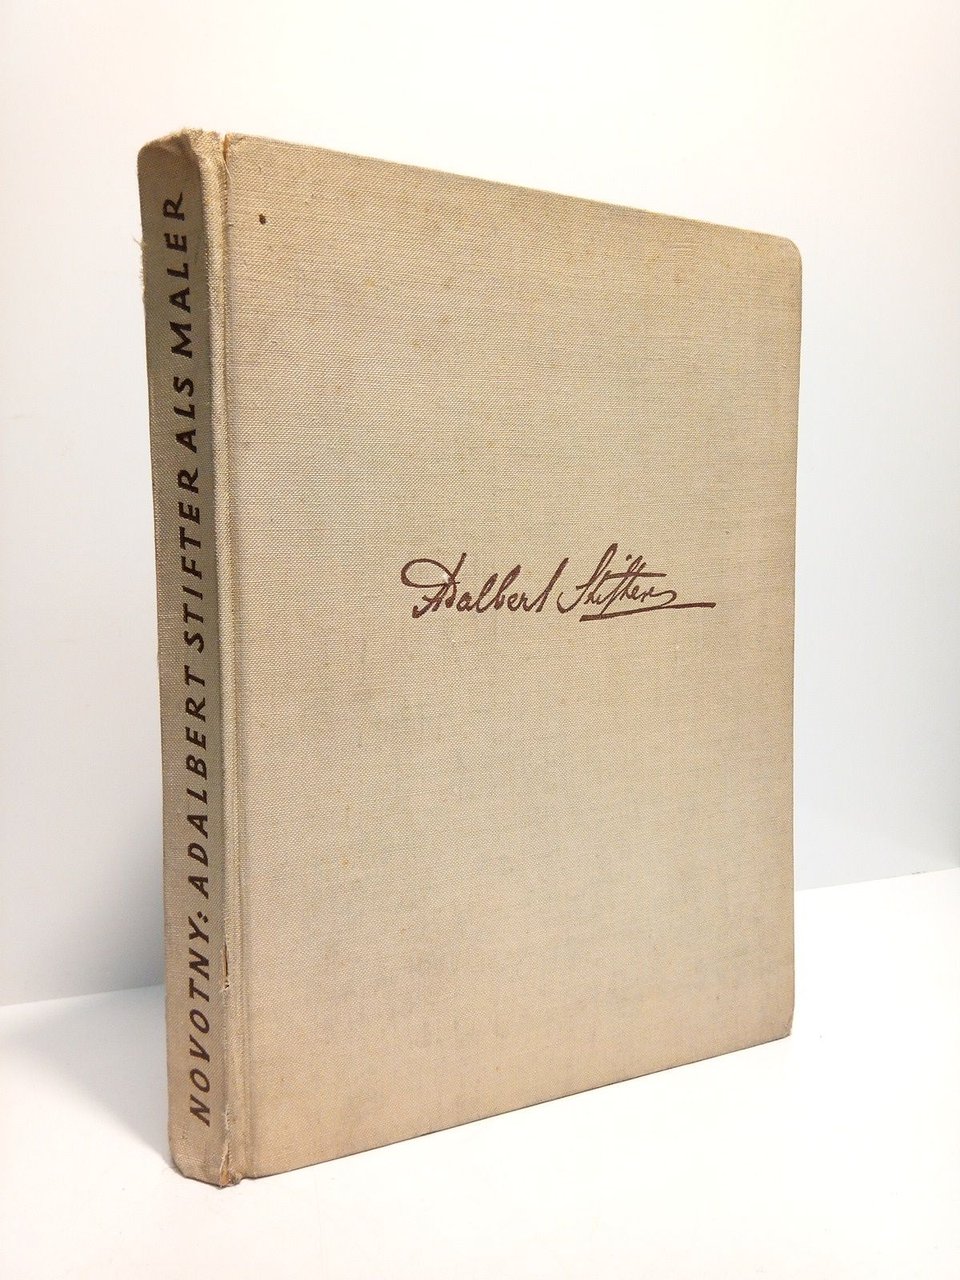 NOVOTNY: ADALBERT STIFTER ALS MALER
Adalbert Stifter